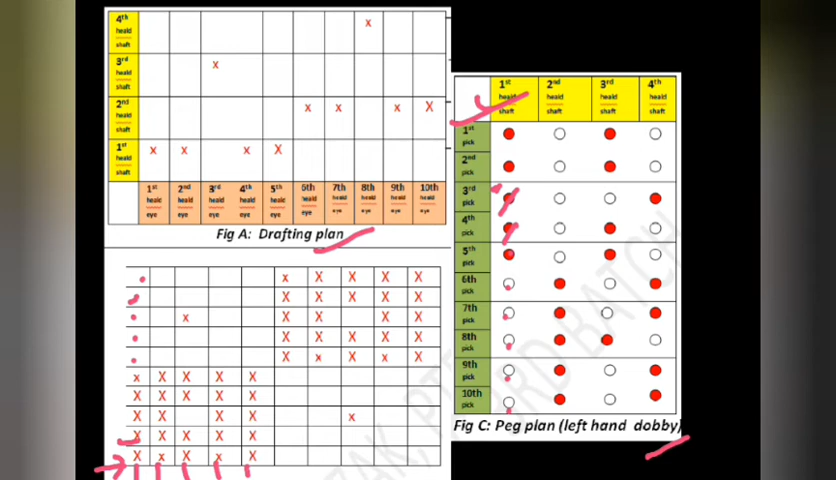 4th heald shaft x
3rd heald shaft x
2nd heald shaft x x x X
1st heald shaft x x x X
1st heald eye 2nd heald eye 3rd heald eye 4th heald eye 5th heald eye 6th heald eye 7th heald eye 8th heald eye 9th heald eye 10th heald eye
Fig A: Drafting plan
x X X X X
X X X X X
x X X X X
X X X X X
X x X x X
x X X X X
X X X X X
X X X X x
X X X X X
X x X x X
1st heald shaft 2nd heald shaft 3rd heald shaft 4th heald shaft
1st pick
2nd pick
3rd pick
4th pick
5th pick
6th pick
7th pick
8th pick
9th pick
10th pick
Fig C: Peg plan (left hand dobby)